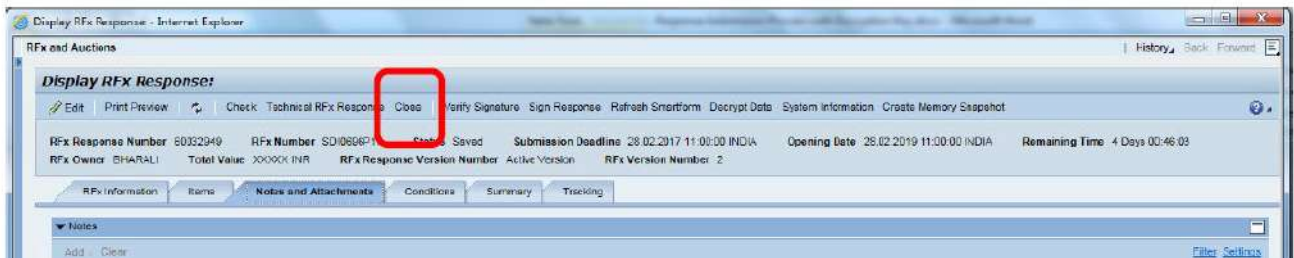 Display RFx Response - Internet Explorer
RFx and Auctions
History Back Forward
Display RFx Response:
Edit Print Preview Check Technical RFx Response Close Verify Signature Sign Response Refresh Smartform Decrypt Data System Information Create Memory Snapshot
RFx Response Number 60032949 RFx Number Status Saved Submission Deadline 28.02.2017 11:00:00 INDIA Opening Date 28.02.2019 11:00:00 INDIA Remaining Time 4 Days 00:46:03
RFx Owner BHARALI Total Value XXXXX INR RFx Response Version Number Active Version RFx Version Number 2
RFx Information Items Notes and Attachments Conditions Summary Tracking
Notes
Add Clear Filter Settings